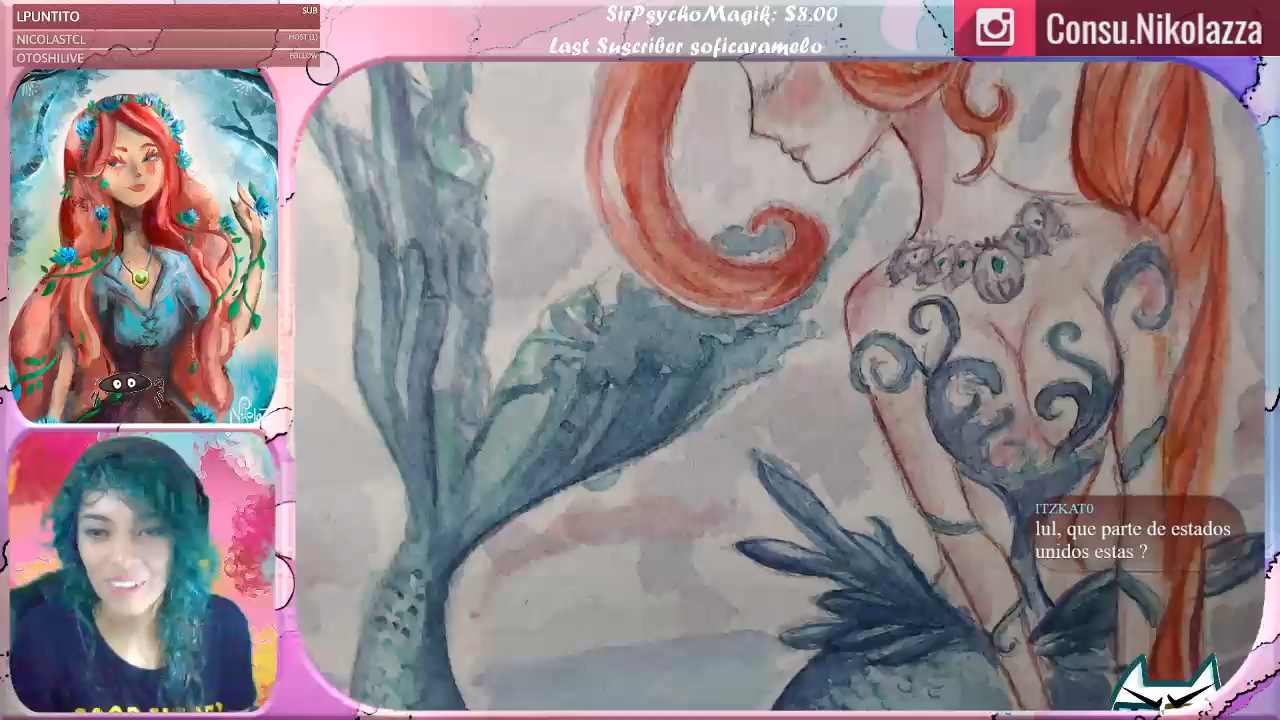 LPUNTITO
SUB
NICOLASTCL
HOST (1)
OTOSHILIVE
FOLLOW
SirPsychoMagik: $8.00
Last Suscriber soficaramelo
Consu.Nikolazza
ITZKAT0
lul, que parte de estados
unidos estas ?